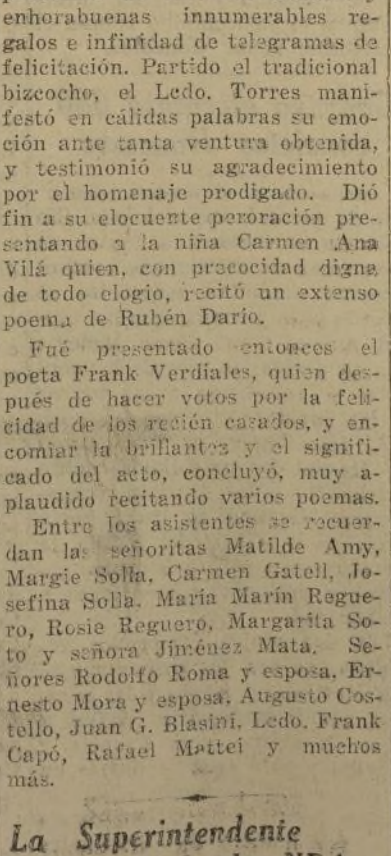 enhorabuenas innumerables re-
galos e infinidad de telegramas de
felicitación. Partido el tradicional
bizcocho, el Lcdo. Torres mani-
festó en cálidas palabras su emo-
ción ante tanta ventura obtenida,
y testimonió su agradecimiento
por el homenaje prodigado. Dió
fin a su elocuente peroración pre-
sentando a la niña Carmen Ana
Vilá quien, con precocidad digna
de todo elogio, recitó un extenso
poema de Rubén Darío.
Fué presentado entonces el
poeta Frank Verdiales, quien des-
pués de hacer votos por la feli-
cidad de los recién casados, y en-
comiar la brillantez y el signifi-
cado del acto, concluyó, muy a-
plaudido recitando varios poemas.
Entre los asistentes se recuer-
dan las señoritas Matilde Amy,
Margie Solla, Carmen Gatell, Jo-
sefina Solla, María Marín Regue-
ro, Rosie Reguero, Margarita So-
to y señora Jiménez Mata. Se-
ñores Rodolfo Roma y esposa, Er-
nesto Mora y esposa, Augusto Cos-
tello, Juan G. Blasini, Lcdo. Frank
Capó, Rafael Mattei y muchos
más.
La Superintendente